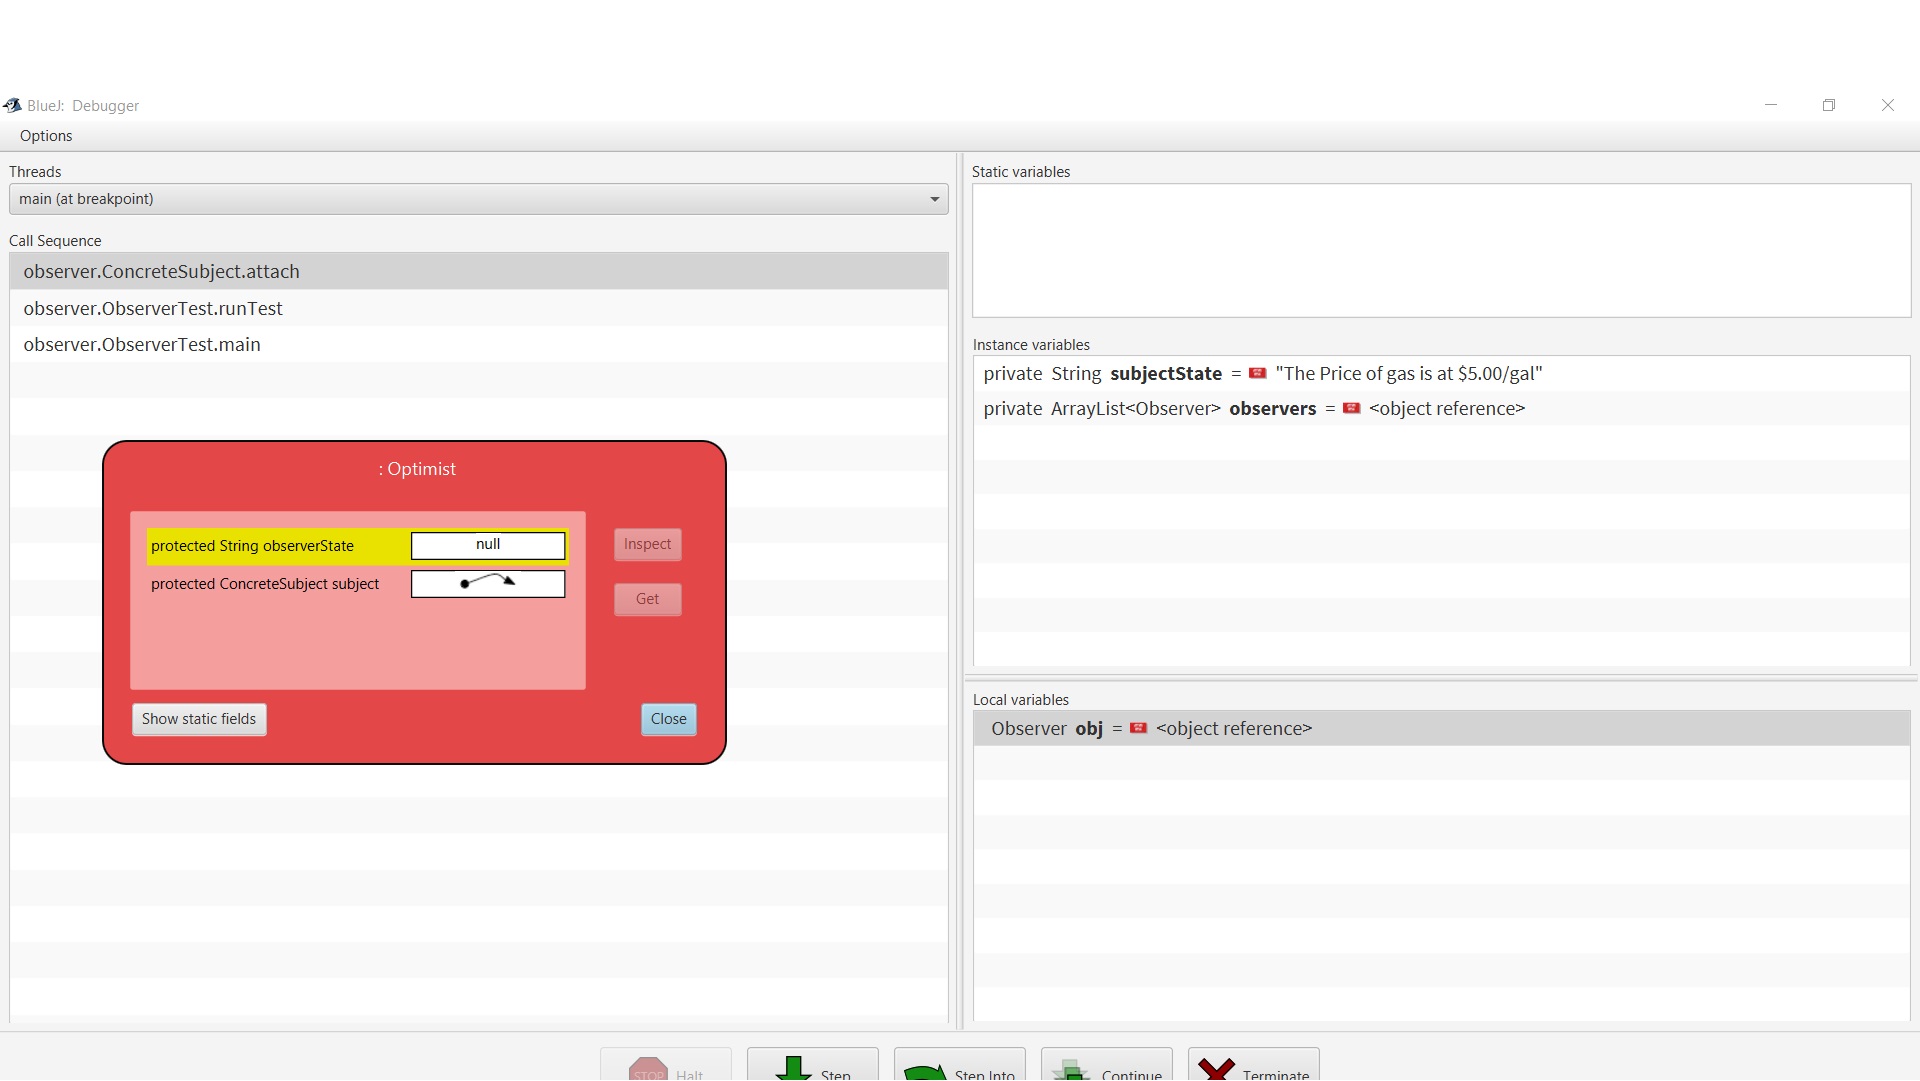 BlueJ: Debugger
Options
Threads
main (at breakpoint)
Call Sequence
observer.ConcreteSubject.attach
observer.ObserverTest.runTest
observer.ObserverTest.main
: Optimist
protected String observerState null
protected ConcreteSubject subject
Inspect
Get
Show static fields
Close
Static variables
Instance variables
private String subjectState = "The Price of gas is at $5.00/gal"
private ArrayList<Observer> observers = <object reference>
Local variables
Observer obj = <object reference>
STOP Halt
Step
Step Into
Continue
Terminate